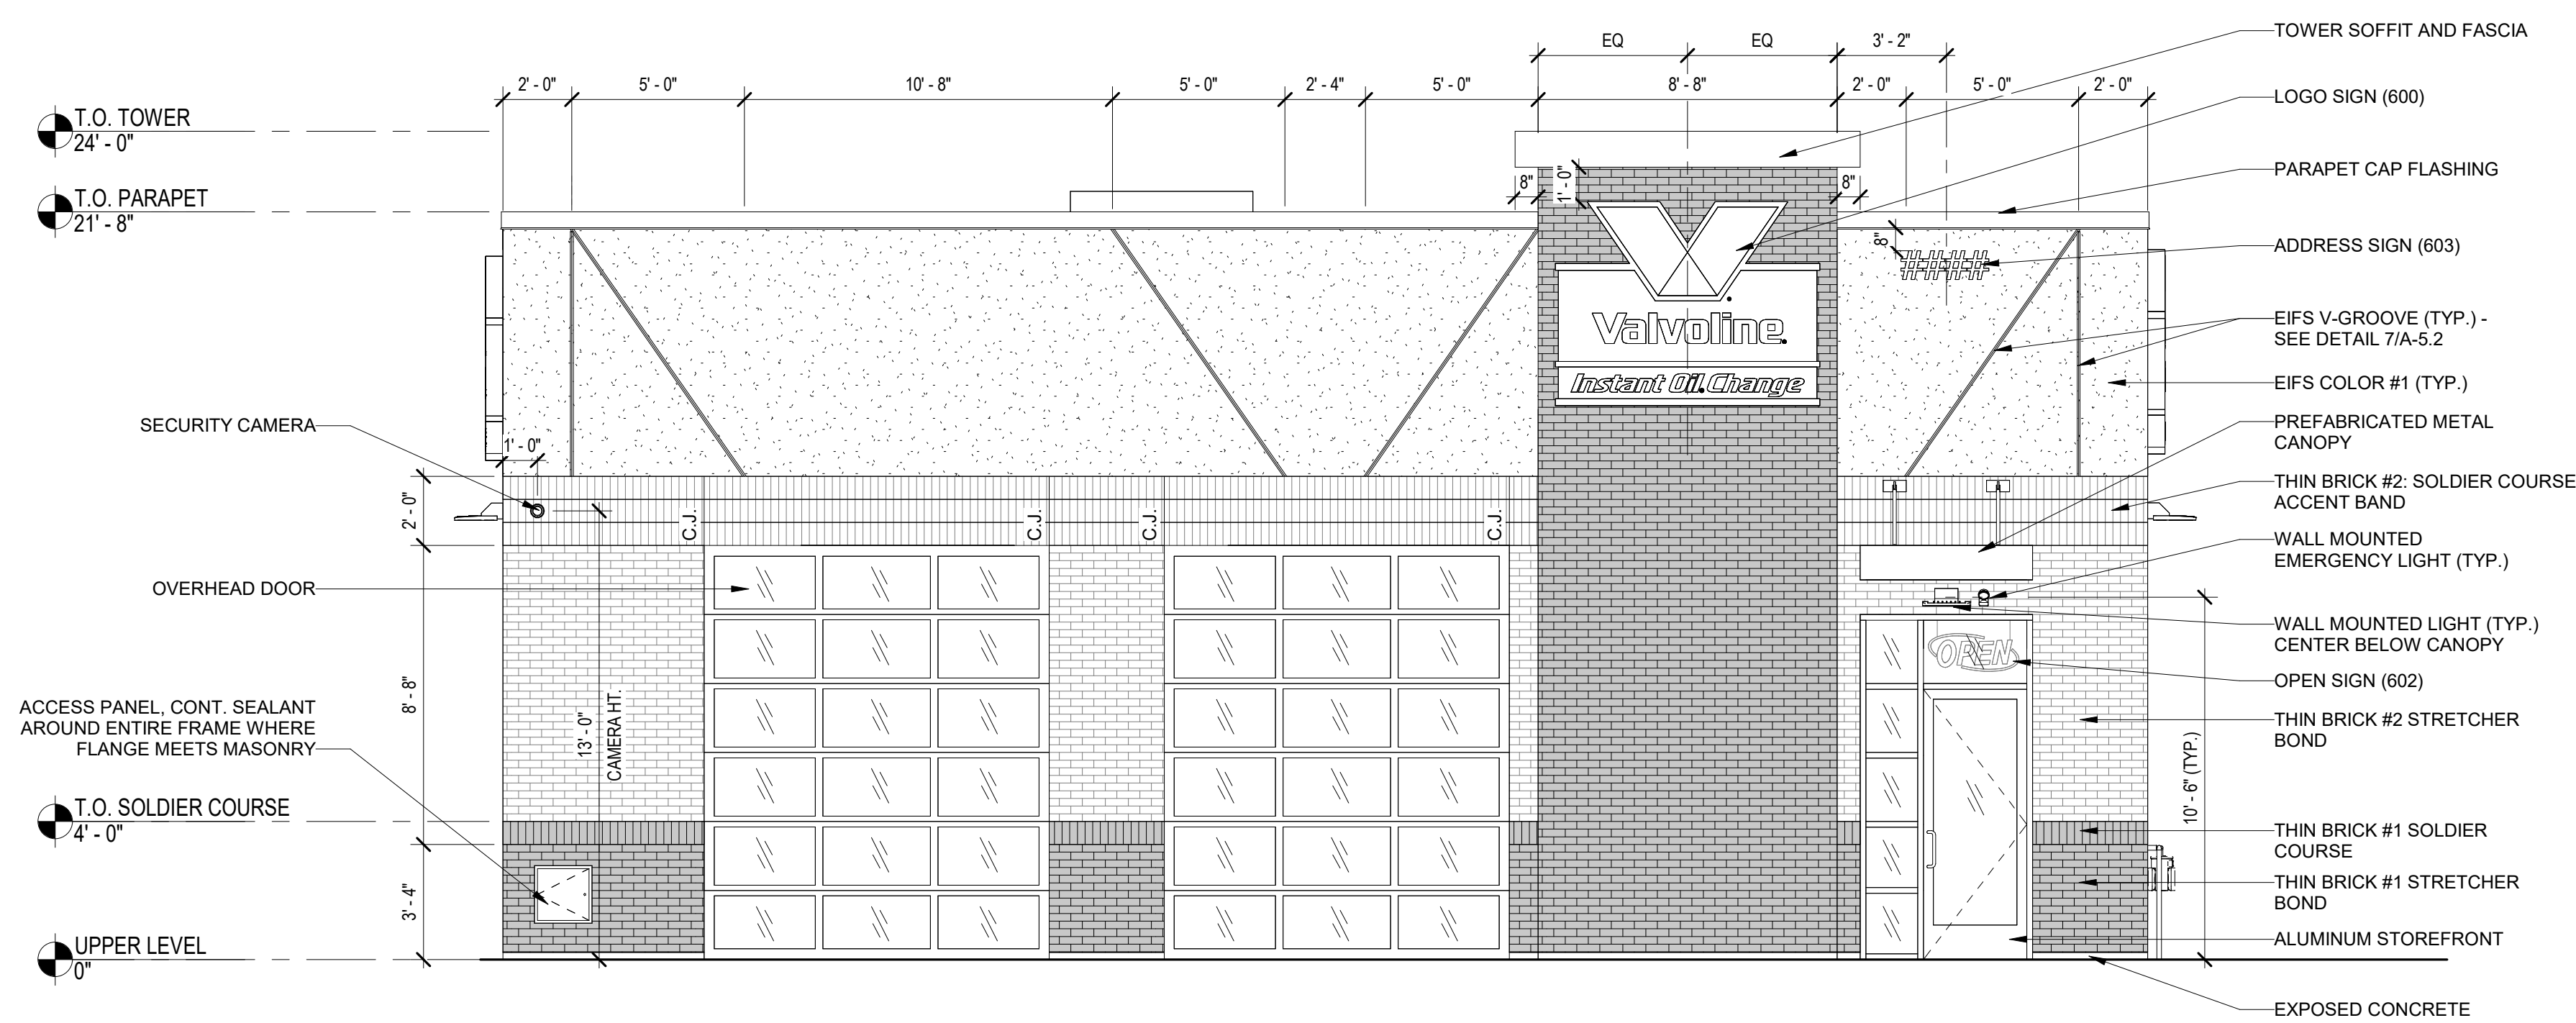 TOWER SOFFIT AND FASCIA
EQ
EQ
3' - 2"
2' - 0"
5' - 0"
10' - 8"
5' - 0"
2' - 4"
5' - 0"
8' - 8"
2' - 0"
5' - 0"
2' - 0"
LOGO SIGN (600)
T.O. TOWER
24' - 0"
PARAPET CAP FLASHING
8"
1' - 0"
8"
T.O. PARAPET
21' - 8"
8"
####
ADDRESS SIGN (603)
Valvoline
Instant Oil Change
EIFS V-GROOVE (TYP.) -
SEE DETAIL 7/A-5.2
EIFS COLOR #1 (TYP.)
SECURITY CAMERA
1' - 0"
PREFABRICATED METAL
CANOPY
2' - 0"
C.J.
C.J.
C.J.
C.J.
THIN BRICK #2: SOLDIER COURSE
ACCENT BAND
WALL MOUNTED
EMERGENCY LIGHT (TYP.)
OVERHEAD DOOR
WALL MOUNTED LIGHT (TYP.)
CENTER BELOW CANOPY
OPEN
OPEN SIGN (602)
8' - 8"
ACCESS PANEL, CONT. SEALANT
AROUND ENTIRE FRAME WHERE
FLANGE MEETS MASONRY
13' - 0"
CAMERA HT.
THIN BRICK #2 STRETCHER
BOND
10' - 6" (TYP.)
T.O. SOLDIER COURSE
4' - 0"
THIN BRICK #1 SOLDIER
COURSE
3' - 4"
THIN BRICK #1 STRETCHER
BOND
UPPER LEVEL
0"
ALUMINUM STOREFRONT
EXPOSED CONCRETE